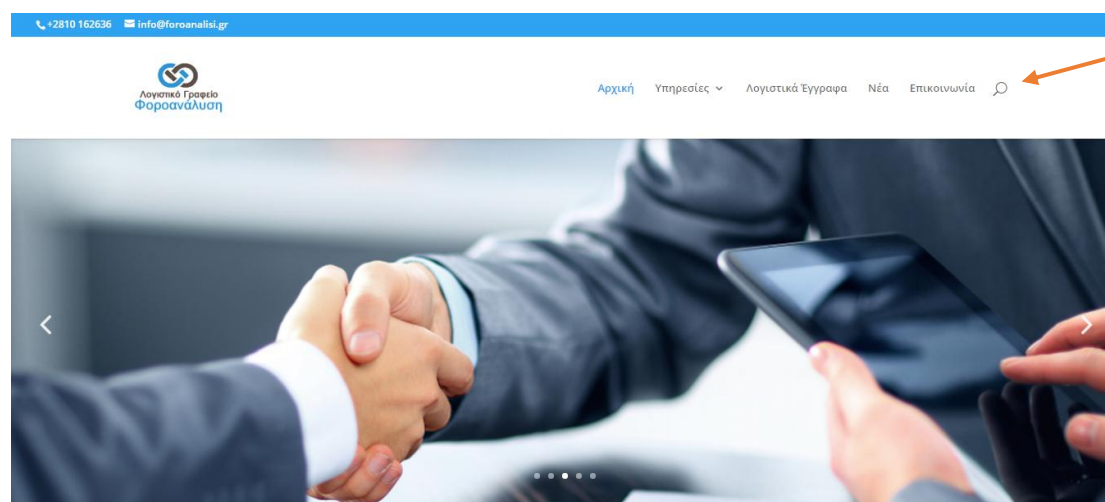 +2810 162636 info@foroanalisi.gr
Λογιστικό Γραφείο
Φοροανάλυση
Αρχική Υπηρεσίες Λογιστικά Έγγραφα Νέα Επικοινωνία